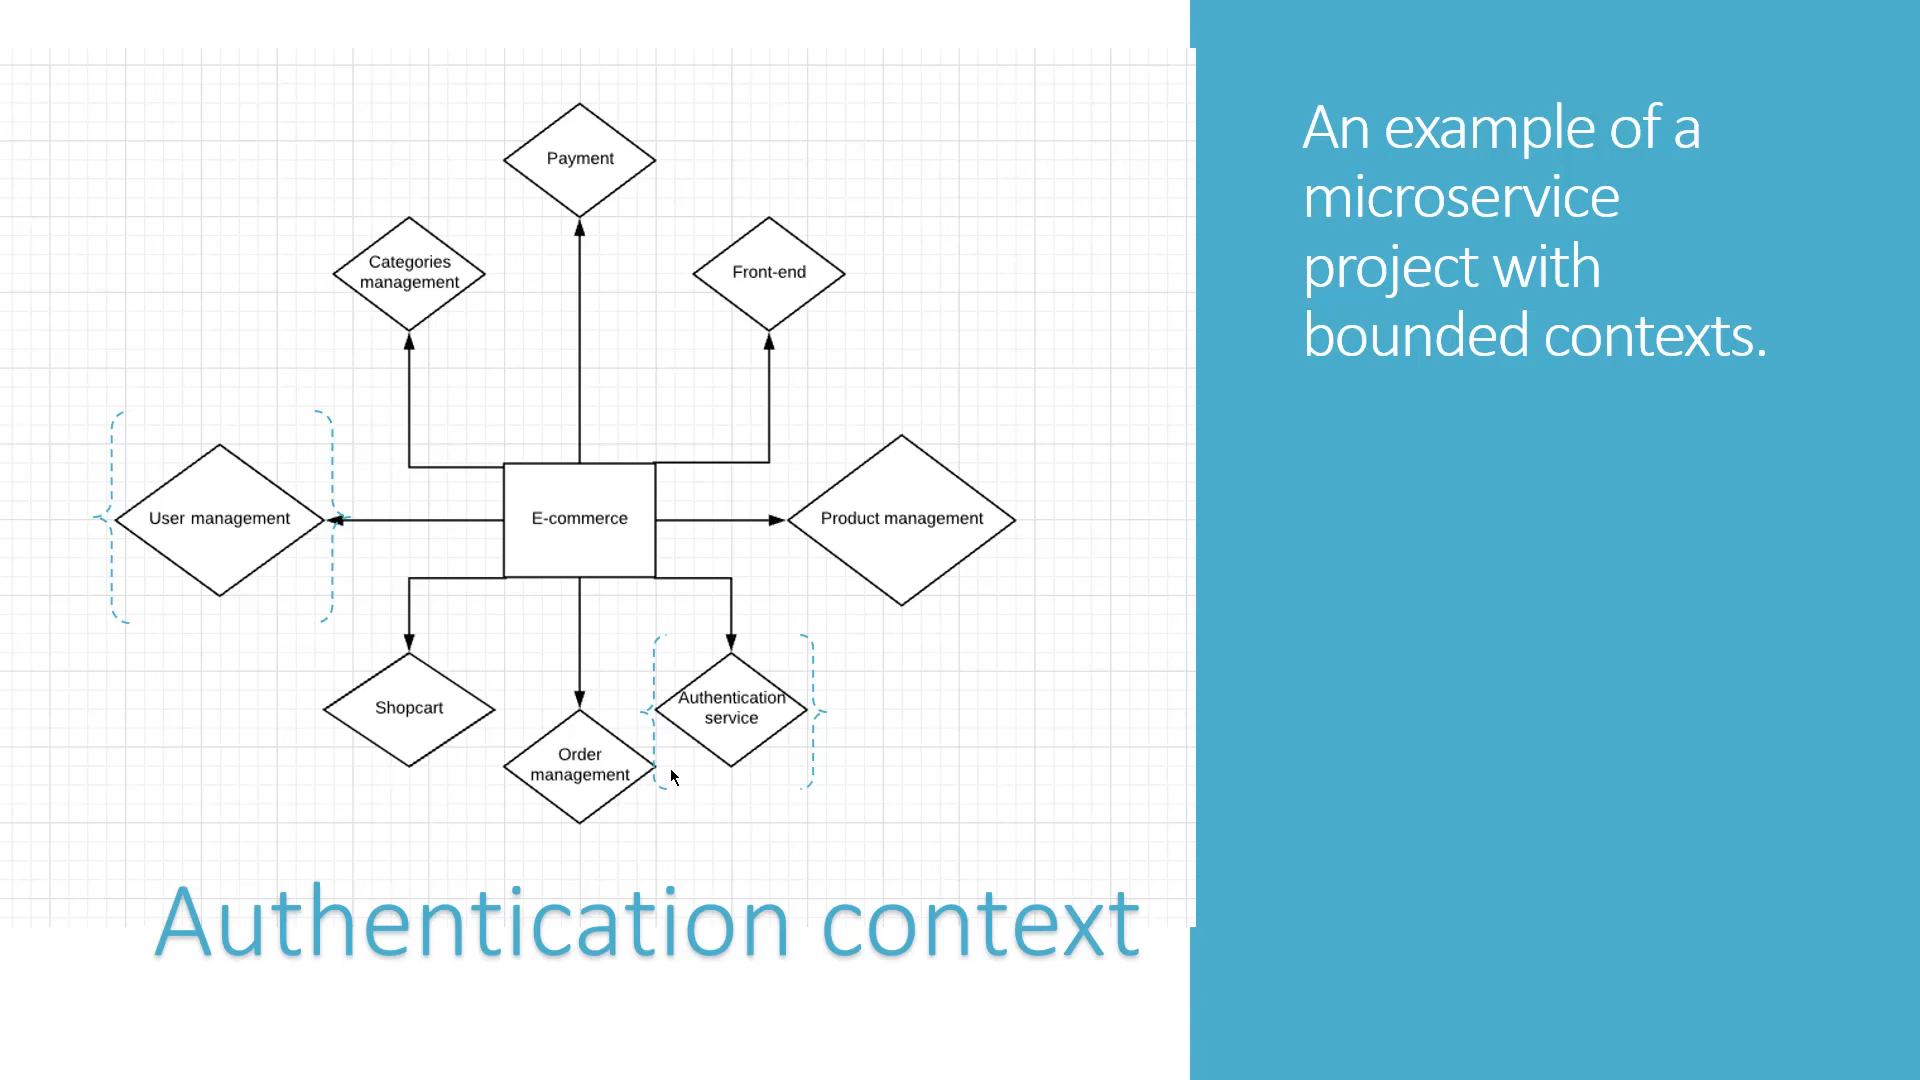 Payment
Categories
management
Front-end
User management
E-commerce
Product management
Shopcart
Authentication
service
Order
management
Authentication context
An example of a
microservice
project with
bounded contexts.